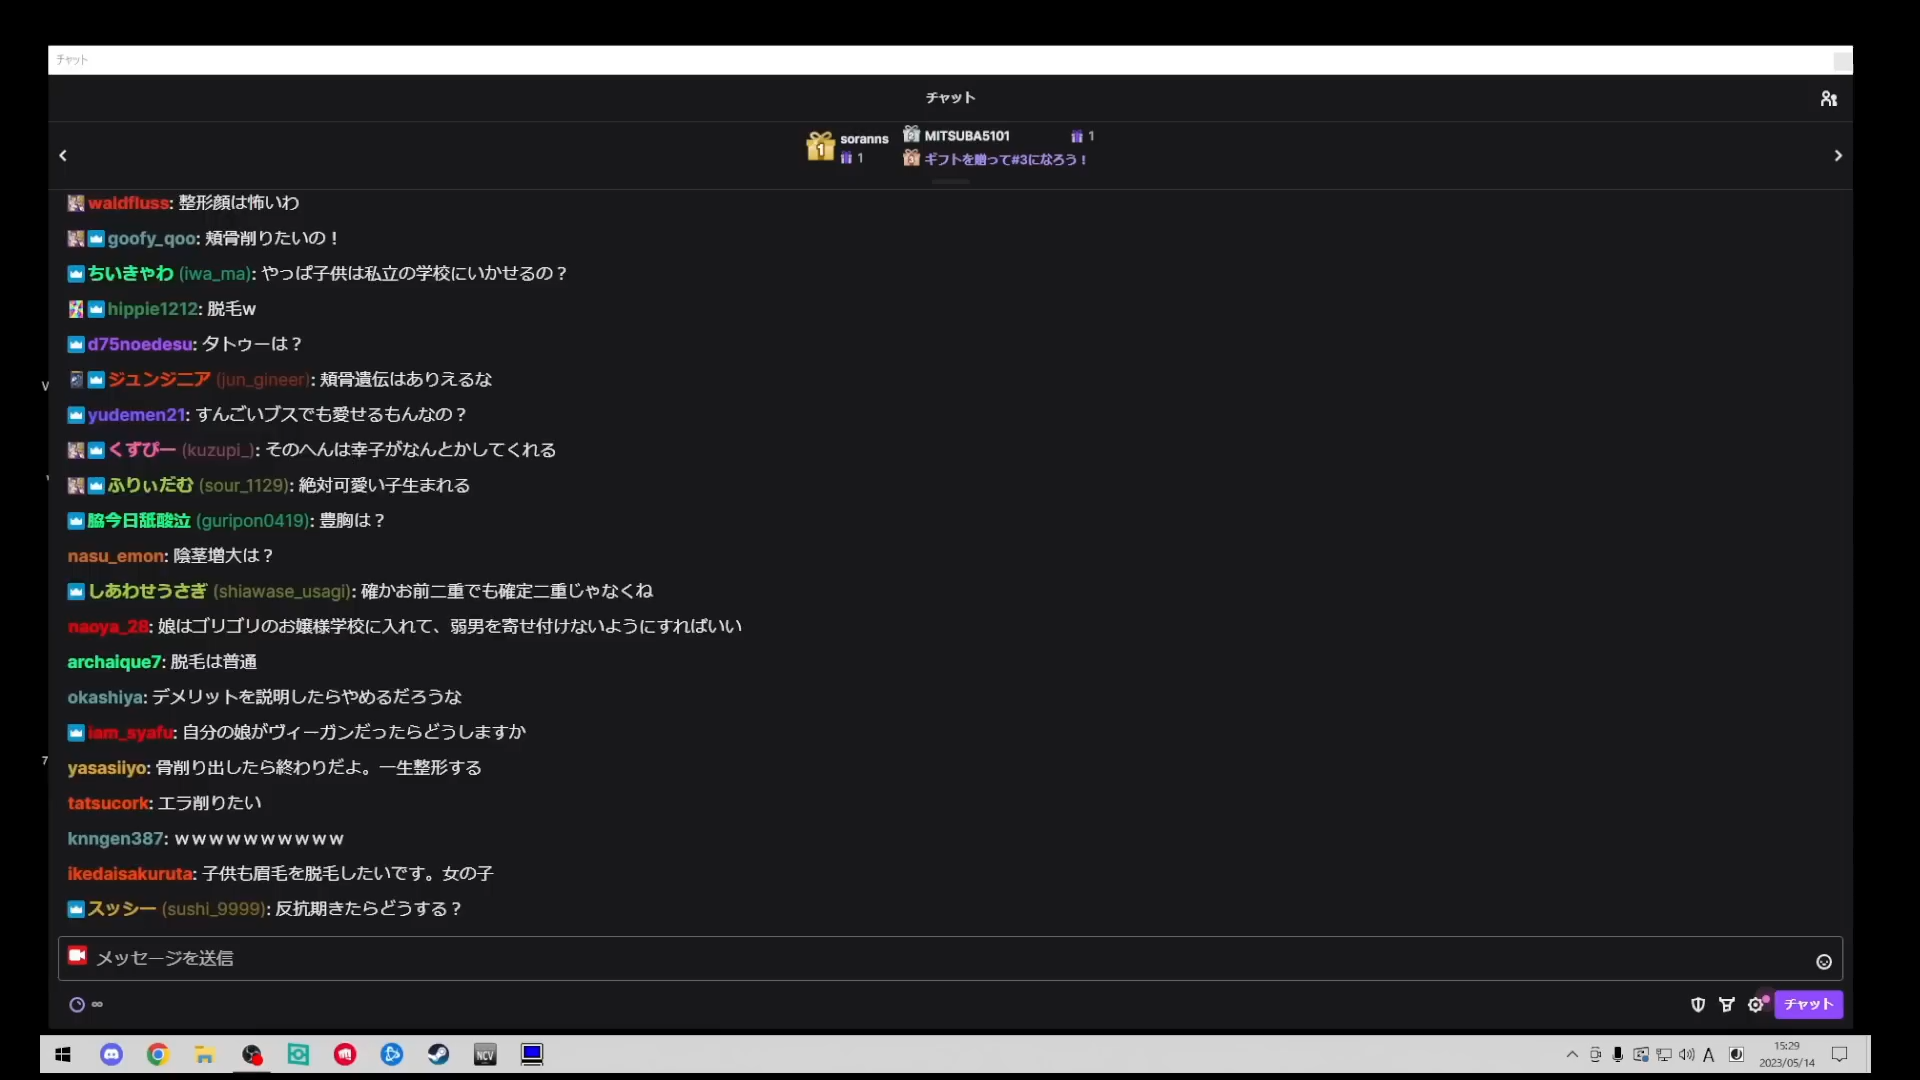 チャット
チャット
soranns
1
MITSUBA5101
1
ギフトを贈って#3になろう！
waldfluss: 整形顔は怖いわ
goofy_qoo: 頬骨削りたいの！
ちいきゃわ (iwa_ma): やっぱ子供は私立の学校にいかせるの？
hippie1212: 脱毛w
d75noedesu: タトゥーは？
ジュンジニア (jun_gineer): 頬骨遺伝はありえるな
yudemen21: すんごいブスでも愛せるもんなの？
くずぴー (kuzupi_): そのへんは幸子がなんとかしてくれる
ふりぃだむ (sour_1129): 絶対可愛い子生まれる
脇今日舐酸泣 (guripon0419): 豊胸は？
nasu_emon: 陰茎増大は？
しあわせうさぎ (shiawase_usagi): 確かお前二重でも確定二重じゃなくね
naoya_28: 娘はゴリゴリのお嬢様学校に入れて、弱男を寄せ付けないようにすればいい
archaique7: 脱毛は普通
okashiya: デメリットを説明したらやめるだろうな
iam_syafu: 自分の娘がヴィーガンだったらどうしますか
yasasiiyo: 骨削り出したら終わりだよ。一生整形する
tatsucork: エラ削りたい
knngen387: ｗｗｗｗｗｗｗｗｗｗ
ikedaisakuruta: 子供も眉毛を脱毛したいです。女の子
スッシー (sushi_9999): 反抗期きたらどうする？
メッセージを送信
∞
チャット
NCV
A
15:29
2023/05/14